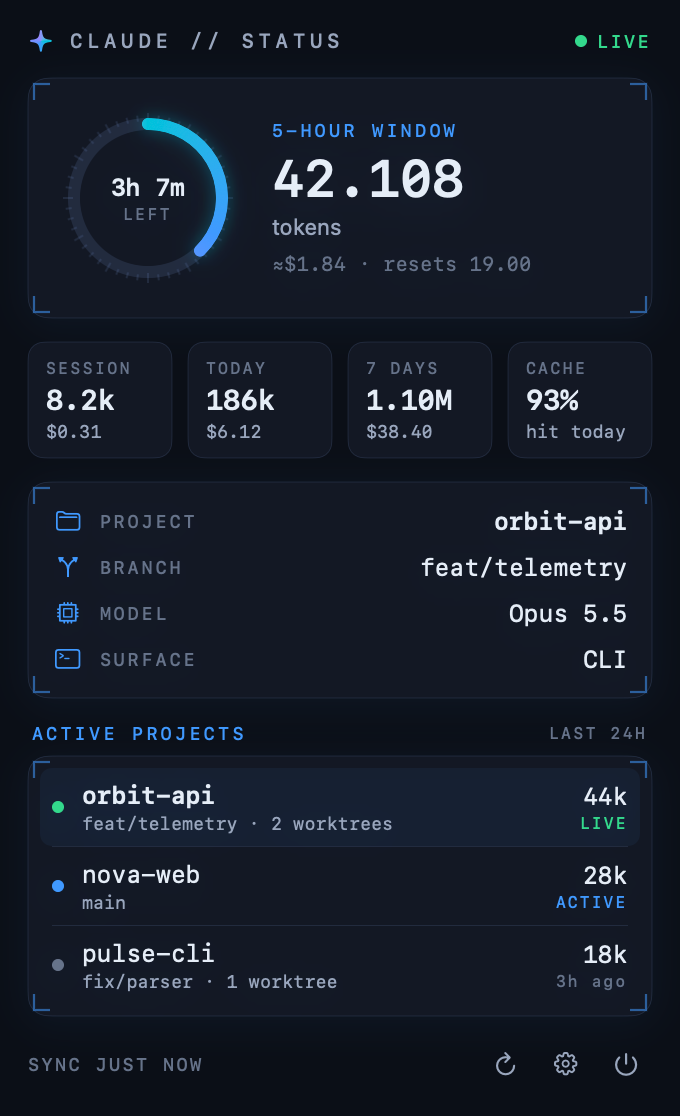 CLAUDE // STATUS
LIVE
3h 7m
LEFT
5-HOUR WINDOW
42.108
tokens
≈$1.84 · resets 19.00
SESSION
8.2k
$0.31
TODAY
186k
$6.12
7 DAYS
1.10M
$38.40
CACHE
93%
hit today
PROJECT orbit-api
BRANCH feat/telemetry
MODEL Opus 5.5
SURFACE CLI
ACTIVE PROJECTS
LAST 24H
orbit-api 44k
feat/telemetry · 2 worktrees LIVE
nova-web 28k
main ACTIVE
pulse-cli 18k
fix/parser · 1 worktree 3h ago
SYNC JUST NOW